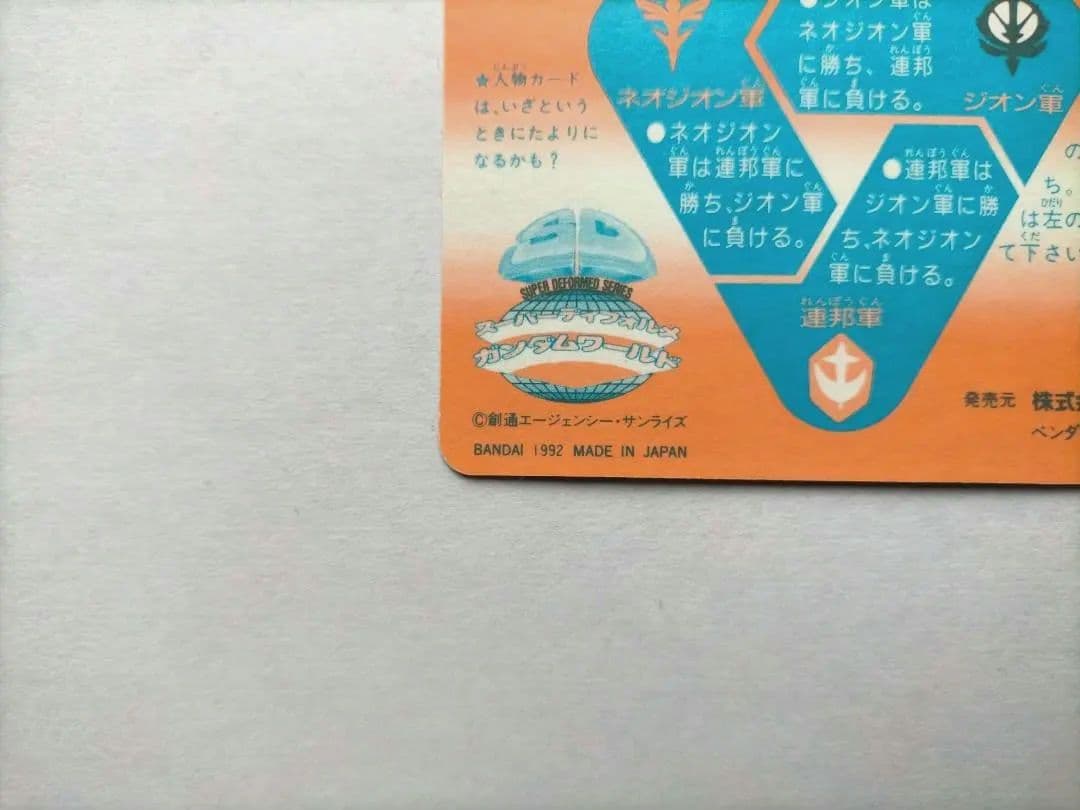 ★人物カード
は、いざという
ときにたよりに
なるかも？
ネオジオン軍
●ネオジオン
軍は連邦軍に
勝ち、ジオン軍
に負ける。
●ジオン軍は
ネオジオン軍
に勝ち、連邦
軍に負ける。
ジオン軍
●連邦軍は
ジオン軍に勝
ち、ネオジオン
軍に負ける。
連邦軍
の
ち。
は左の
て下さい
SD
SUPER DEFORMED SERIES
スーパーディフォルメ
ガンダムワールド
©創通エージェンシー・サンライズ
BANDAI 1992 MADE IN JAPAN
発売元 株式
ベンダ